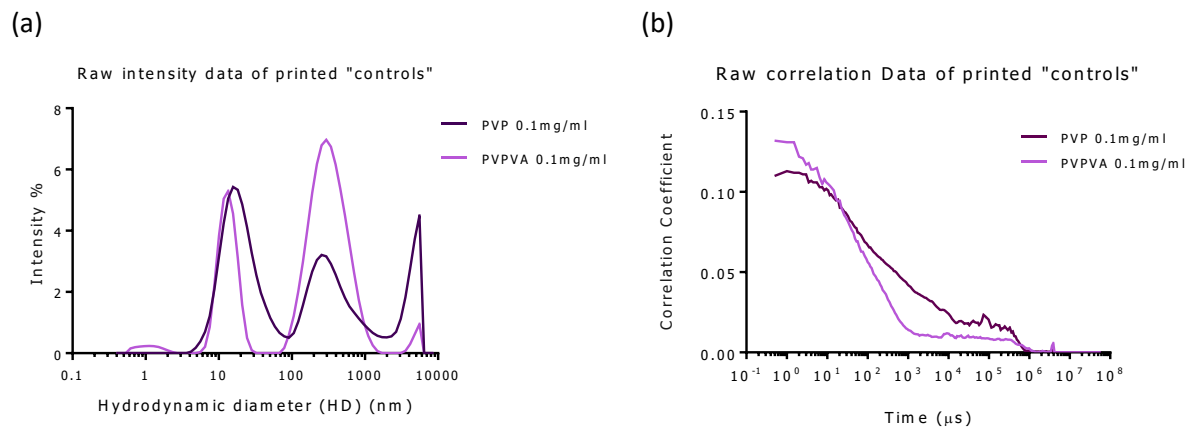 (a)
Raw intensity data of printed "controls"
8
6
4
2
0
Intensity %
0.1 1 10 100 1000 10000
Hydrodynamic diameter (HD) (nm)
PVP 0.1mg/ml
PVPVA 0.1mg/ml
(b)
Raw correlation Data of printed "controls"
0.15
0.10
0.05
0.00
Correlation Coefficient
10⁻¹ 10⁰ 10¹ 10² 10³ 10⁴ 10⁵ 10⁶ 10⁷ 10⁸
Time (μs)
PVP 0.1mg/ml
PVPVA 0.1mg/ml